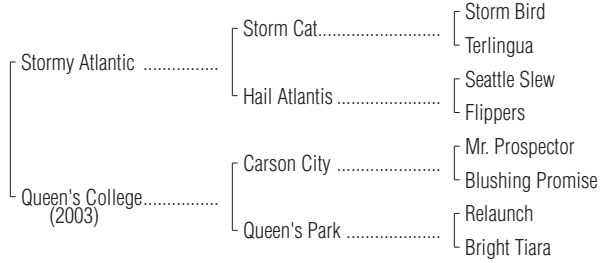 Storm Bird
Storm Cat..........................
Terlingua
Stormy Atlantic ................
Seattle Slew
Hail Atlantis ......................
Flippers
Mr. Prospector
Carson City ......................
Blushing Promise
Queen's College................
(2003)
Relaunch
Queen's Park ....................
Bright Tiara